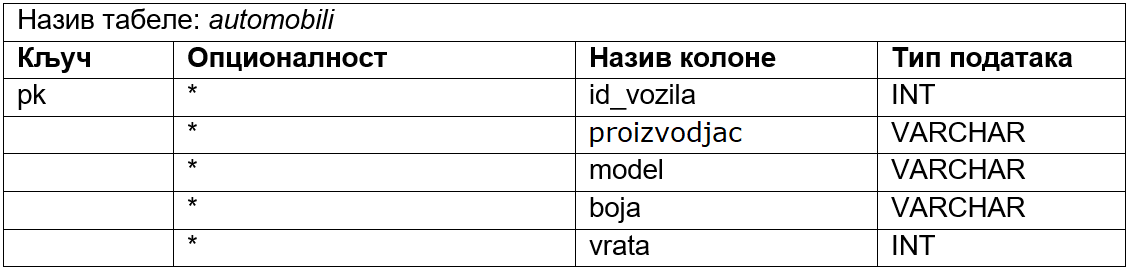 Назив табеле: automobili
Кључ Опционалност Назив колоне Тип података
pk * id_vozila INT
* proizvodjac VARCHAR
* model VARCHAR
* boja VARCHAR
* vrata INT